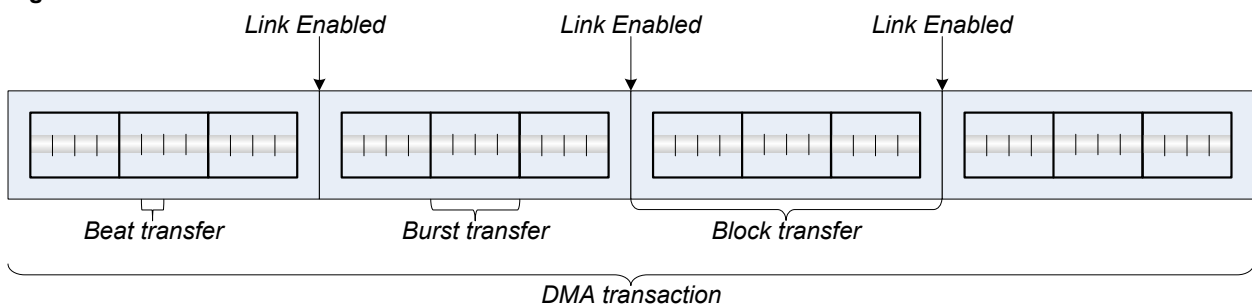 Link Enabled Link Enabled Link Enabled
Beat transfer Burst transfer Block transfer
DMA transaction